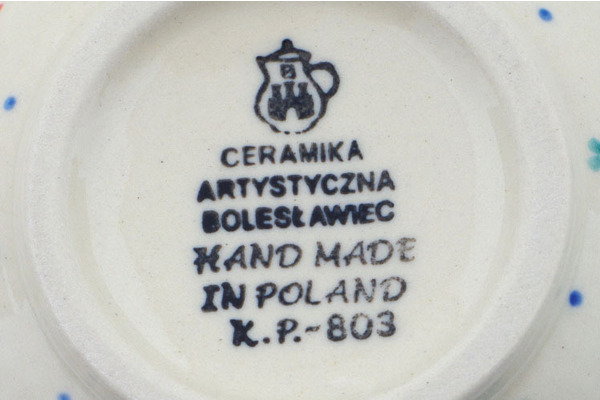 CERAMIKA
ARTYSTYCZNA
BOLESŁAWIEC
HAND MADE
IN POLAND
K.P.-803